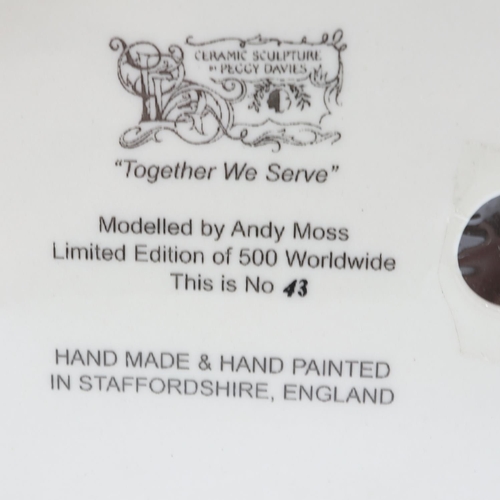 CERAMIC SCULPTURE
BY PEGGY DAVIES
"Together We Serve"
Modelled by Andy Moss
Limited Edition of 500 Worldwide
This is No 43
HAND MADE & HAND PAINTED
IN STAFFORDSHIRE, ENGLAND